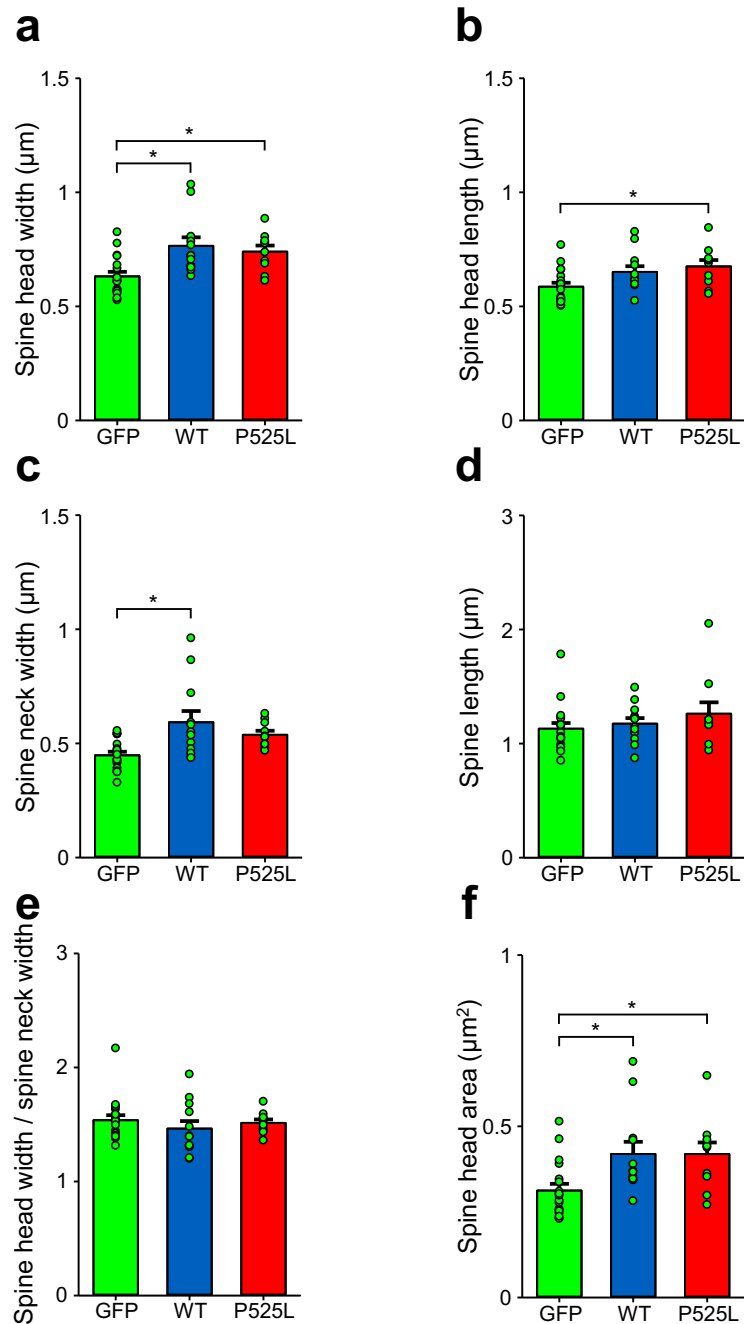 a
Spine head width (μm)
1.5
1
0.5
0
*
*
GFP WT P525L
b
Spine head length (μm)
1.5
1
0.5
0
*
GFP WT P525L
c
Spine neck width (μm)
1.5
1
0.5
0
*
GFP WT P525L
d
Spine length (μm)
3
2
1
0
GFP WT P525L
e
Spine head width / spine neck width
3
2
1
0
GFP WT P525L
f
Spine head area (μm²)
1
0.5
0
*
*
GFP WT P525L